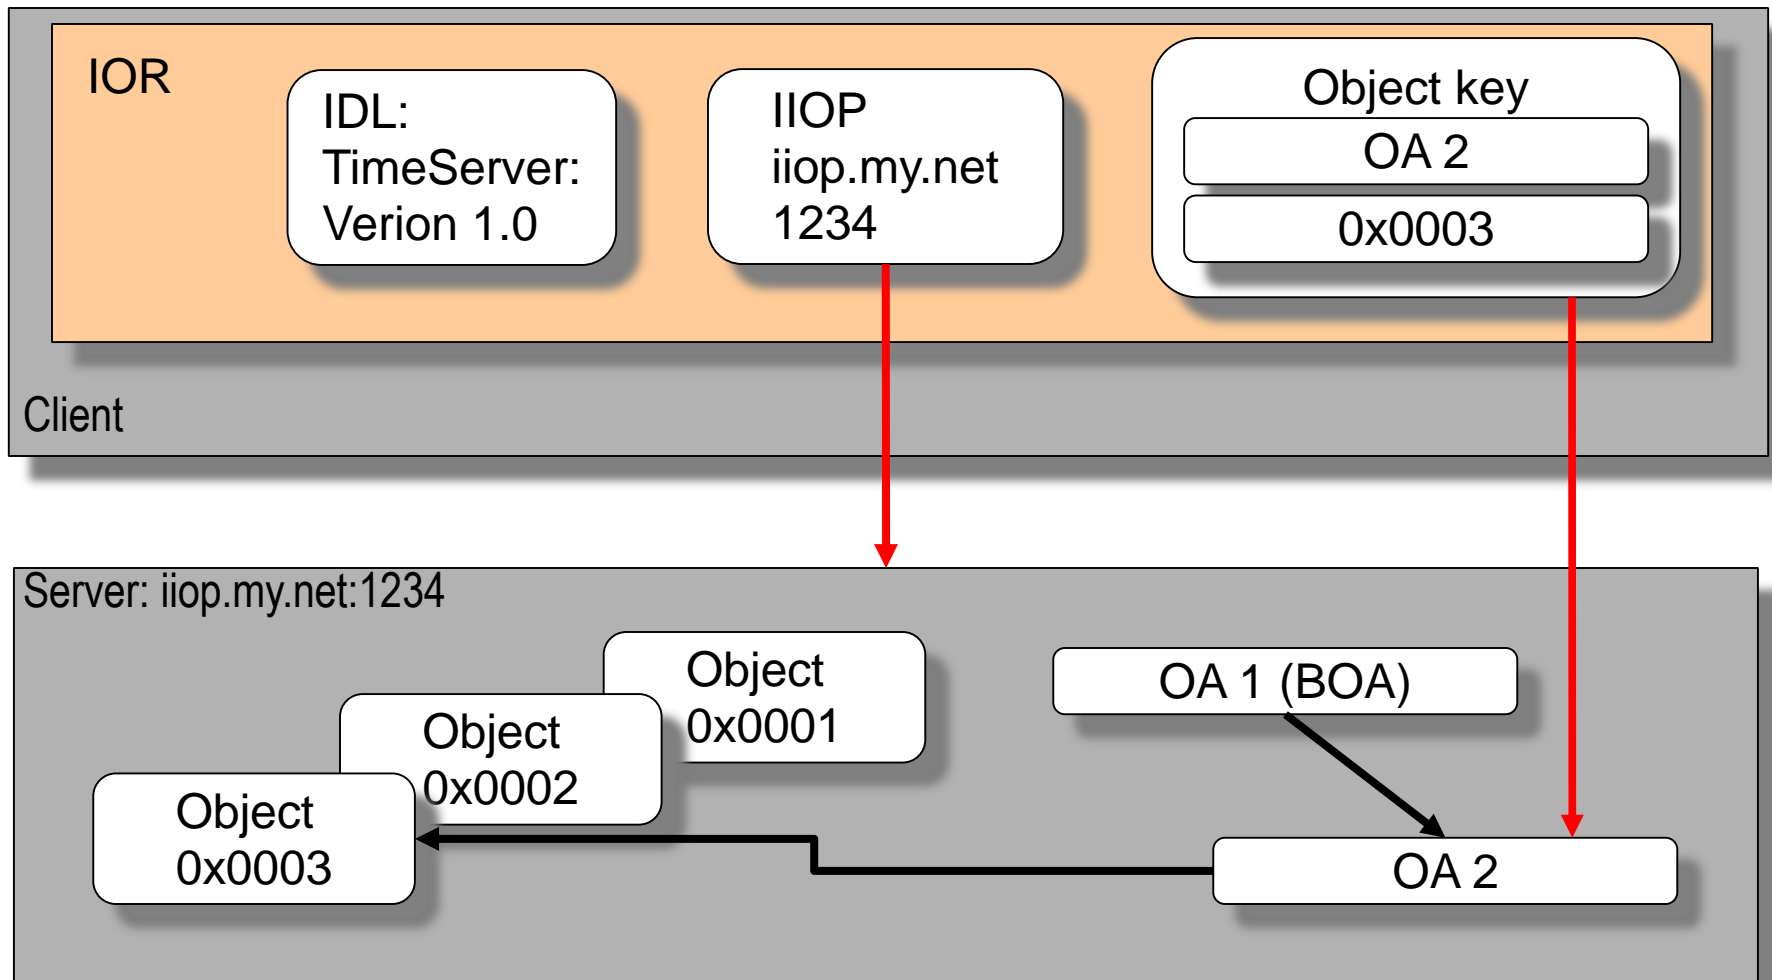 IOR
IDL:
TimeServer:
Verion 1.0
IIOP
iiop.my.net
1234
Object key
OA 2
0x0003
Client
Server: iiop.my.net:1234
Object
0x0001
Object
0x0002
Object
0x0003
OA 1 (BOA)
OA 2